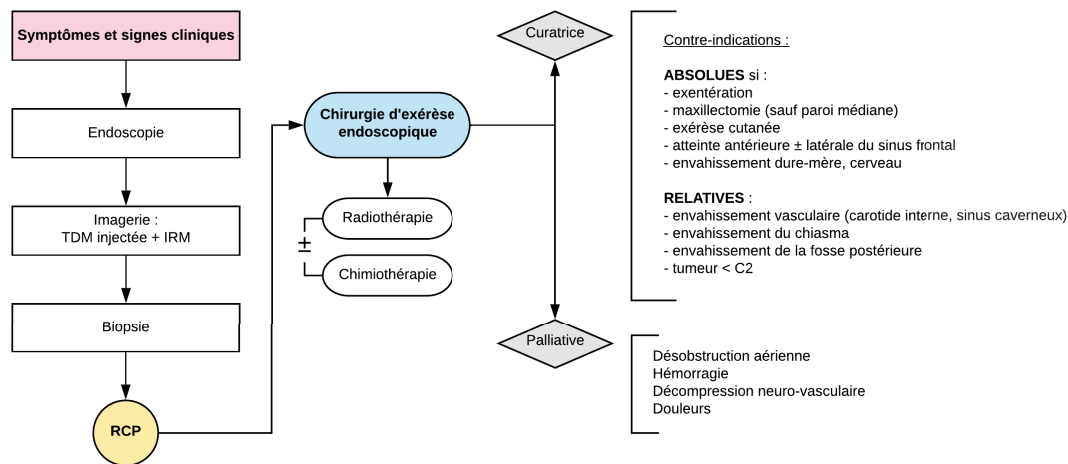 Symptômes et signes cliniques
Endoscopie
Imagerie :
TDM injectée + IRM
Biopsie
RCP
Chirurgie d'exérèse
endoscopique
Radiothérapie
±
Chimiothérapie
Curatrice
Contre-indications :
ABSOLUES si :
- exentération
- maxillectomie (sauf paroi médiane)
- exérèse cutanée
- atteinte antérieure ± latérale du sinus frontal
- envahissement dure-mère, cerveau
RELATIVES :
- envahissement vasculaire (carotide interne, sinus caverneux)
- envahissement du chiasma
- envahissement de la fosse postérieure
- tumeur < C2
Palliative
Désobstruction aérienne
Hémorragie
Décompression neuro-vasculaire
Douleurs